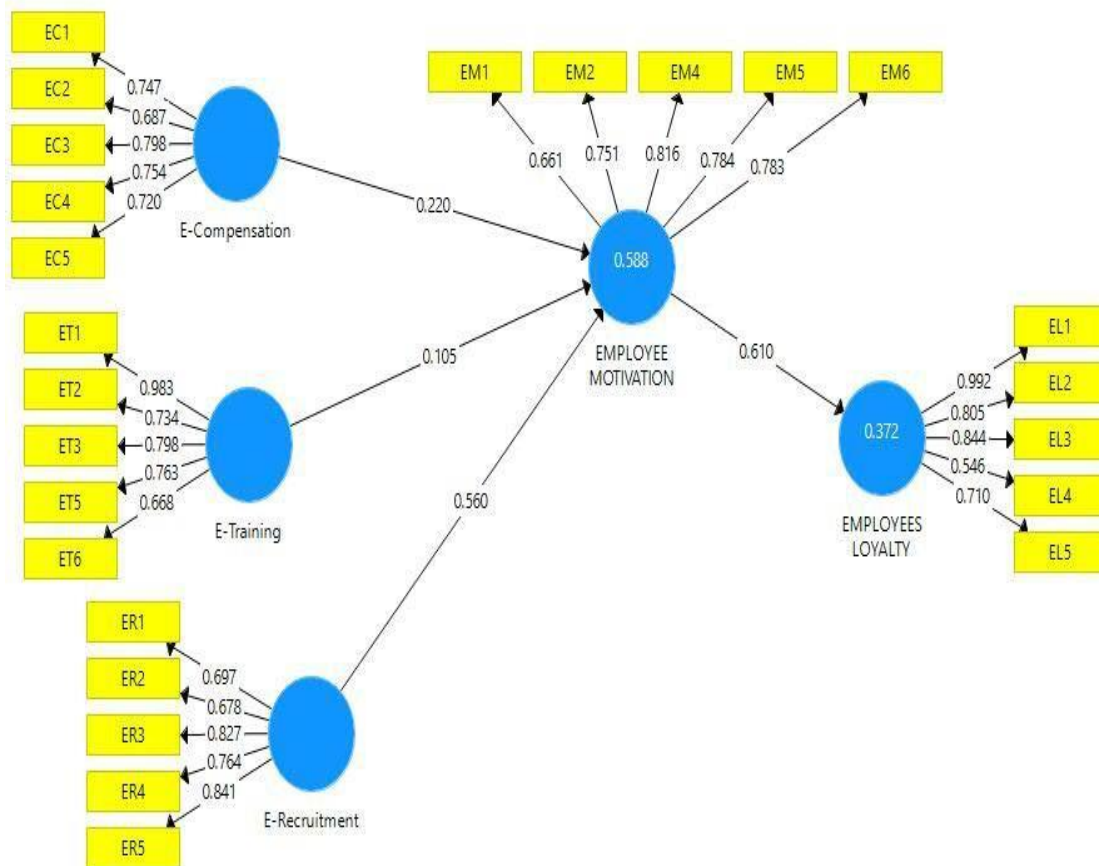 EC1
EC2
EC3
EC4
EC5
0.747
0.687
0.798
0.754
0.720
E-Compensation
EM1
EM2
EM4
EM5
EM6
0.661
0.751
0.816
0.784
0.783
0.220
0.588
EMPLOYEE
MOTIVATION
ET1
ET2
ET3
ET5
ET6
0.983
0.734
0.798
0.763
0.668
E-Training
0.105
0.610
0.372
EMPLOYEES
LOYALTY
0.992
0.805
0.844
0.546
0.710
EL1
EL2
EL3
EL4
EL5
0.560
ER1
ER2
ER3
ER4
ER5
0.697
0.678
0.827
0.764
0.841
E-Recruitment